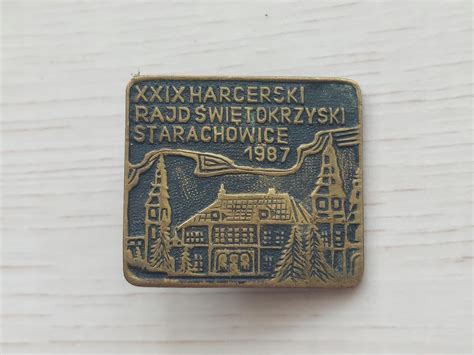 XXIX HARCERSKI
RAJD ŚWIĘTOKRZYSKI
STARACHOWICE
1987